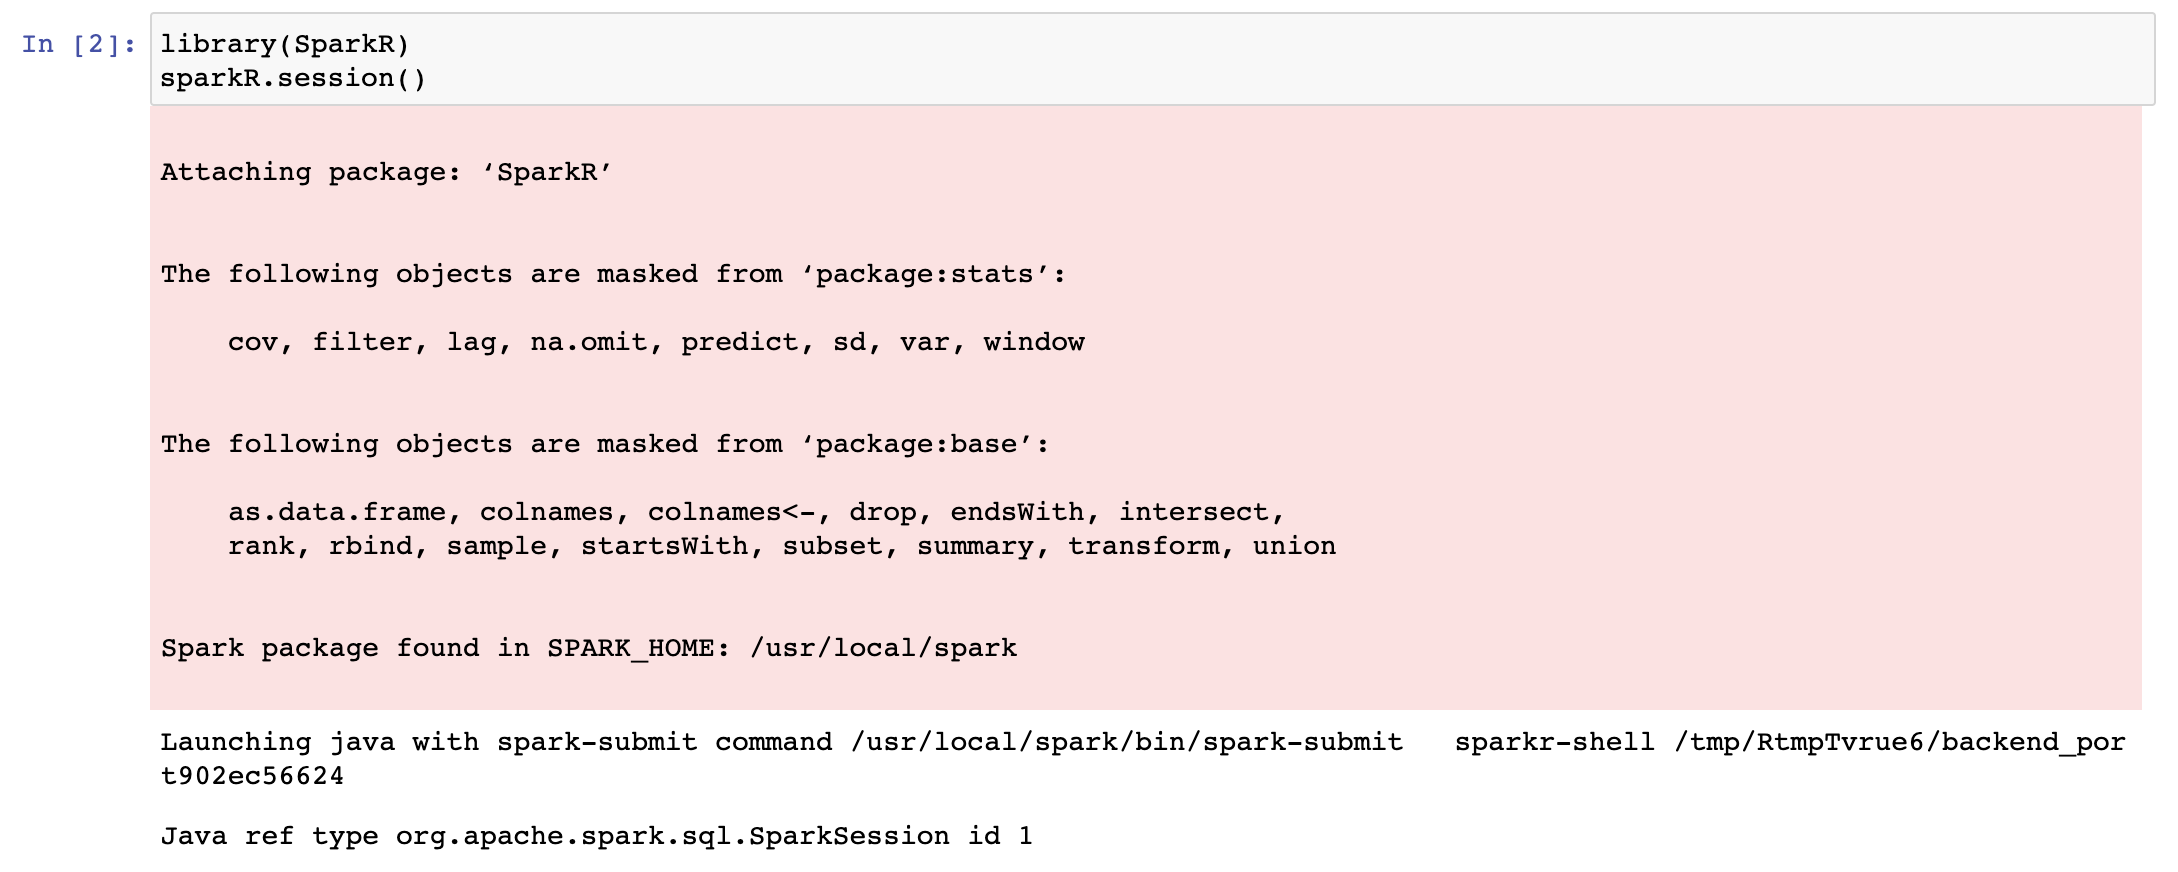 In [2]:
library(SparkR)
sparkR.session()
Attaching package: ‘SparkR’
The following objects are masked from ‘package:stats’:
cov, filter, lag, na.omit, predict, sd, var, window
The following objects are masked from ‘package:base’:
as.data.frame, colnames, colnames<-, drop, endsWith, intersect,
rank, rbind, sample, startsWith, subset, summary, transform, union
Spark package found in SPARK_HOME: /usr/local/spark
Launching java with spark-submit command /usr/local/spark/bin/spark-submit   sparkr-shell /tmp/RtmpTvrue6/backend_por
t902ec56624
Java ref type org.apache.spark.sql.SparkSession id 1